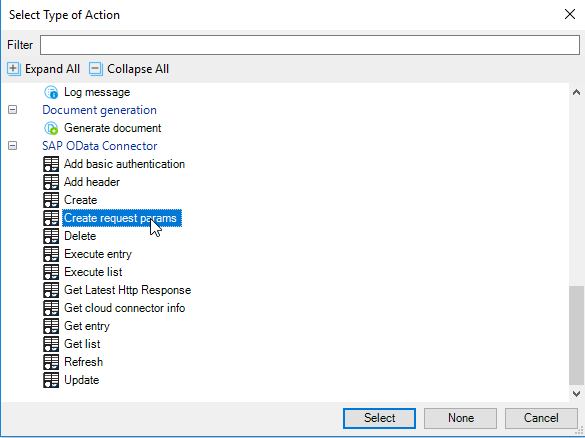 Select Type of Action
Filter
Expand All Collapse All
Log message
Document generation
Generate document
SAP OData Connector
Add basic authentication
Add header
Create
Create request params
Delete
Execute entry
Execute list
Get Latest Http Response
Get cloud connector info
Get entry
Get list
Refresh
Update
Select None Cancel